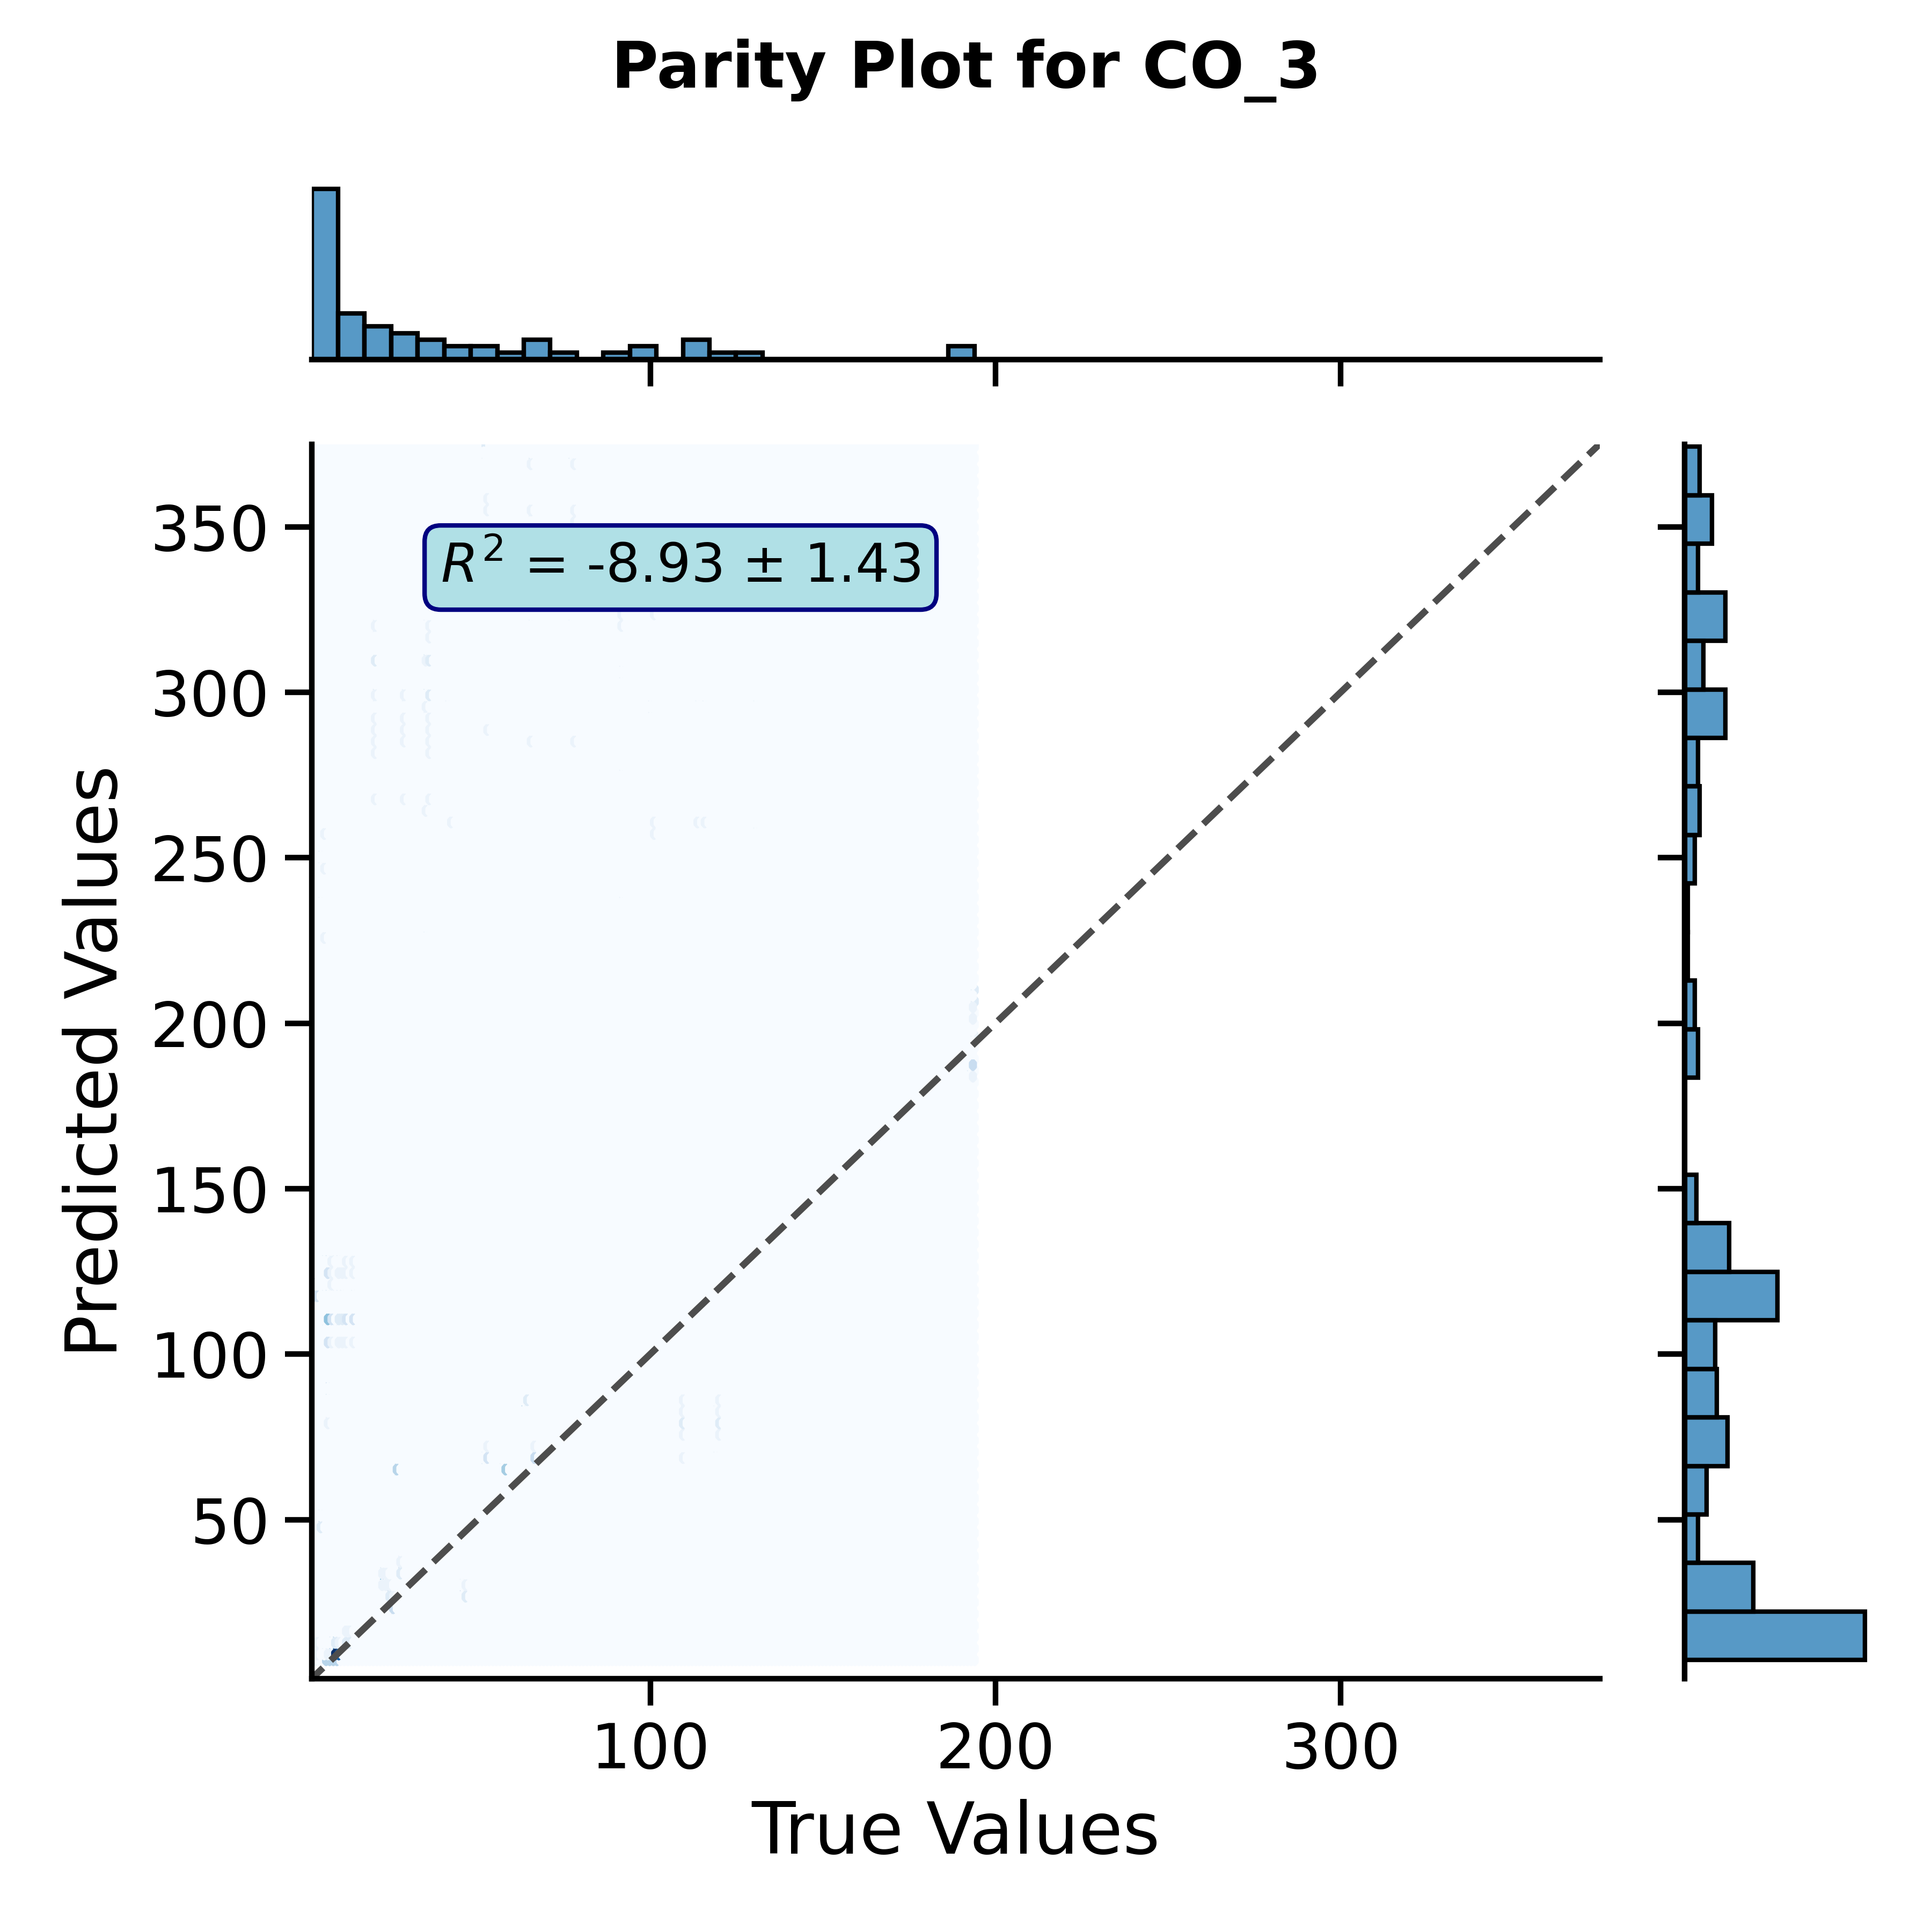 Parity Plot for CO_3
R² = -8.93 ± 1.43
350
300
250
200
150
100
50
Predicted Values
100 200 300
True Values